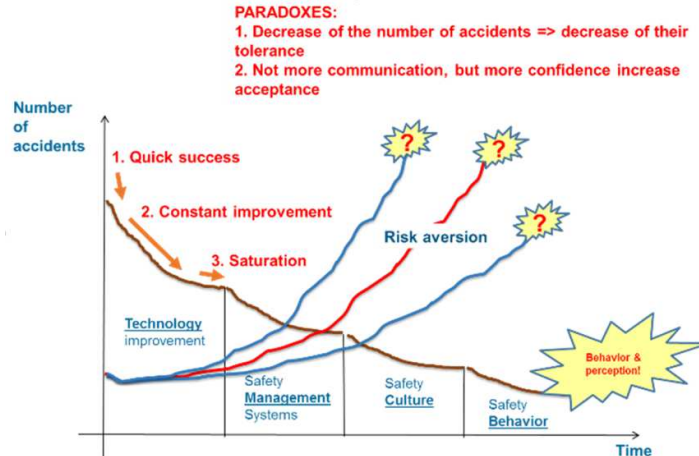 PARADOXES:
1. Decrease of the number of accidents => decrease of their
tolerance
2. Not more communication, but more confidence increase
acceptance
Number
of
accidents
1. Quick success
2. Constant improvement
3. Saturation
?
?
?
Risk aversion
Technology
improvement
Safety
Management
Systems
Safety
Culture
Safety
Behavior
Behavior &
perception!
Time